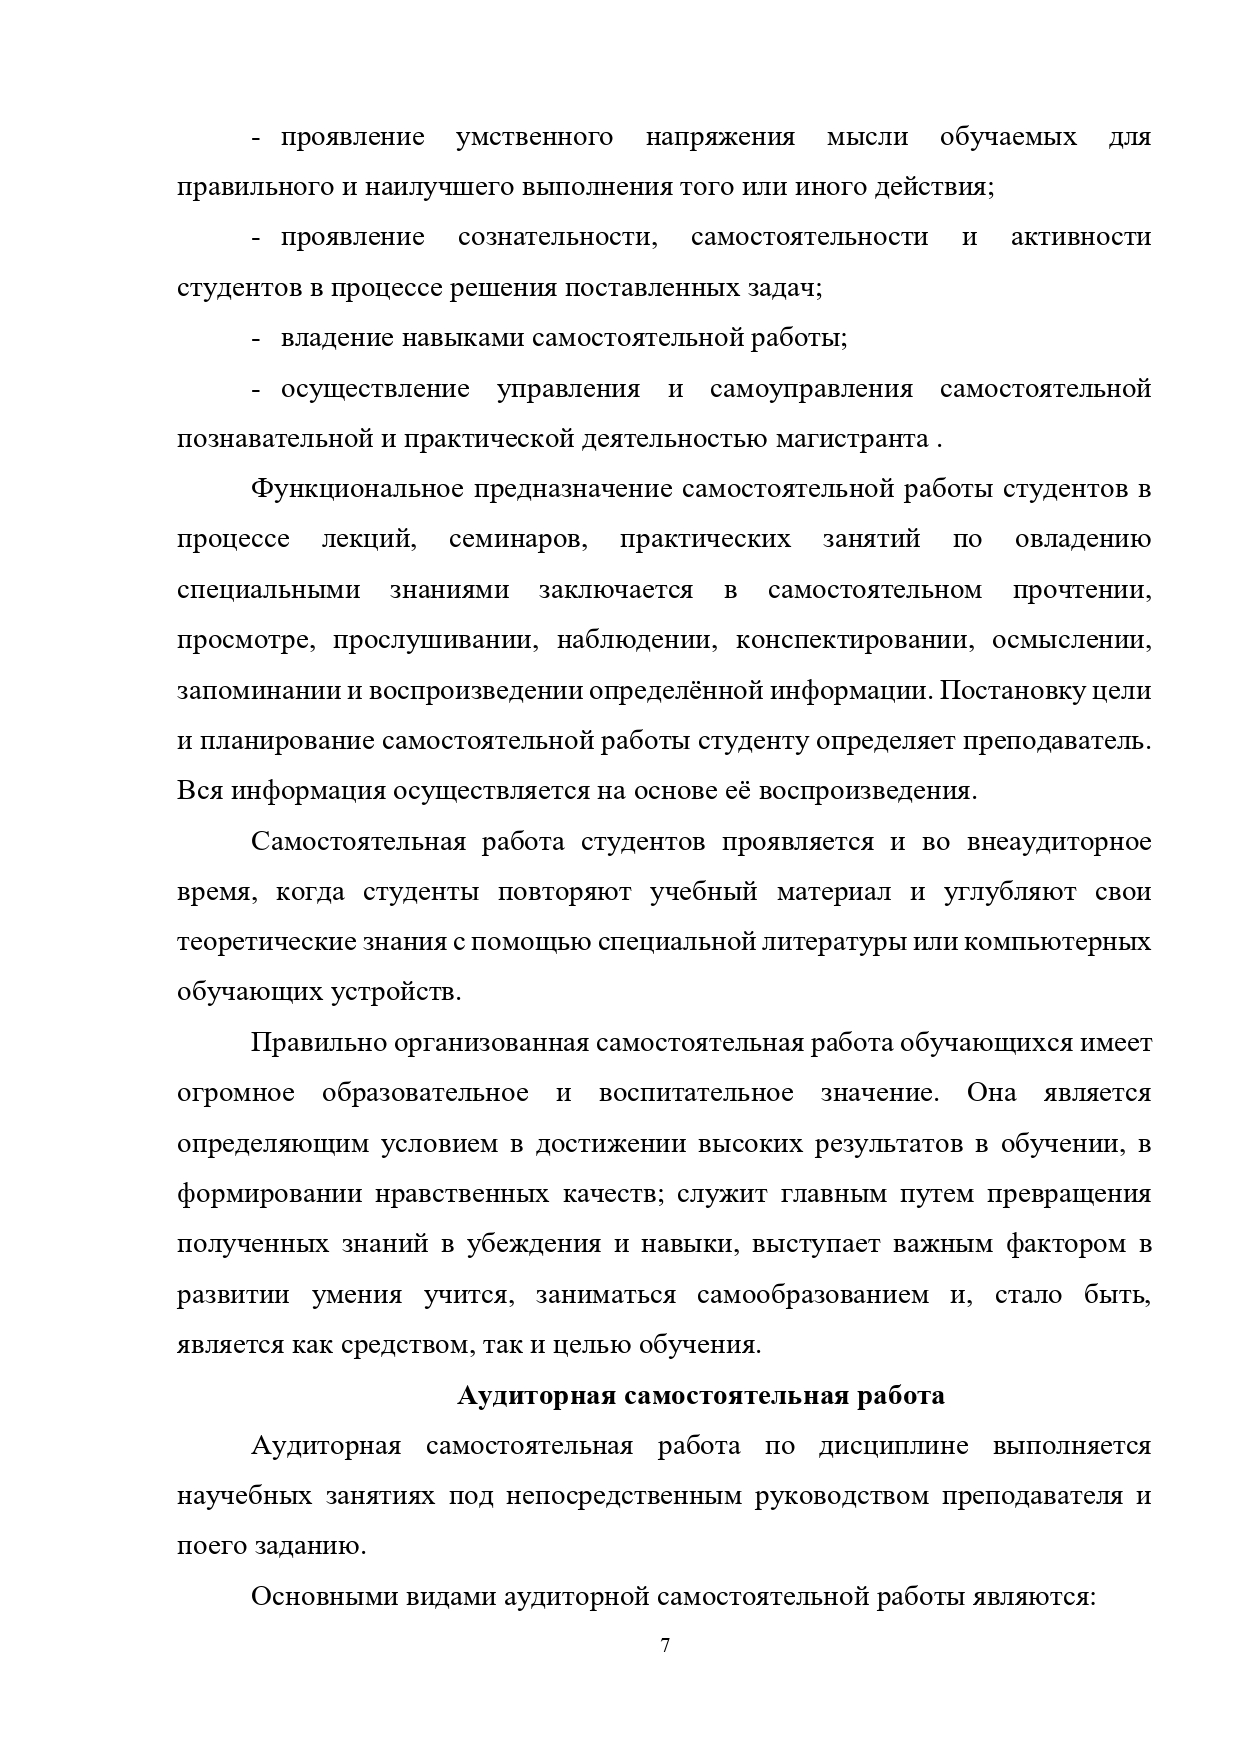 - проявление умственного напряжения мысли обучаемых для
правильного и наилучшего выполнения того или иного действия;
- проявление сознательности, самостоятельности и активности
студентов в процессе решения поставленных задач;
- владение навыками самостоятельной работы;
- осуществление управления и самоуправления самостоятельной
познавательной и практической деятельностью магистранта .
Функциональное предназначение самостоятельной работы студентов в
процессе лекций, семинаров, практических занятий по овладению
специальными знаниями заключается в самостоятельном прочтении,
просмотре, прослушивании, наблюдении, конспектировании, осмыслении,
запоминании и воспроизведении определённой информации. Постановку цели
и планирование самостоятельной работы студенту определяет преподаватель.
Вся информация осуществляется на основе её воспроизведения.
Самостоятельная работа студентов проявляется и во внеаудиторное
время, когда студенты повторяют учебный материал и углубляют свои
теоретические знания с помощью специальной литературы или компьютерных
обучающих устройств.
Правильно организованная самостоятельная работа обучающихся имеет
огромное образовательное и воспитательное значение. Она является
определяющим условием в достижении высоких результатов в обучении, в
формировании нравственных качеств; служит главным путем превращения
полученных знаний в убеждения и навыки, выступает важным фактором в
развитии умения учится, заниматься самообразованием и, стало быть,
является как средством, так и целью обучения.
Аудиторная самостоятельная работа
Аудиторная самостоятельная работа по дисциплине выполняется
научебных занятиях под непосредственным руководством преподавателя и
поего заданию.
Основными видами аудиторной самостоятельной работы являются:
7